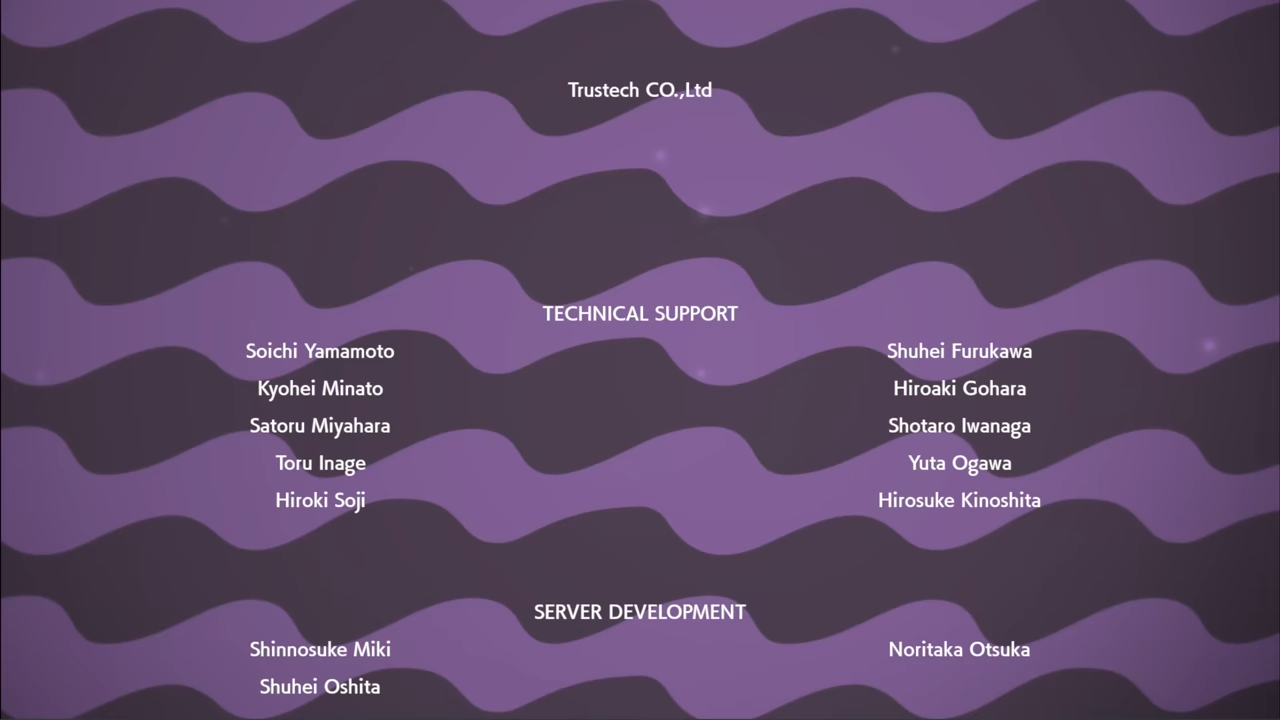 Trustech CO.,Ltd
TECHNICAL SUPPORT
Soichi Yamamoto Shuhei Furukawa
Kyohei Minato Hiroaki Gohara
Satoru Miyahara Shotaro Iwanaga
Toru Inage Yuta Ogawa
Hiroki Soji Hirosuke Kinoshita
SERVER DEVELOPMENT
Shinnosuke Miki Noritaka Otsuka
Shuhei Oshita